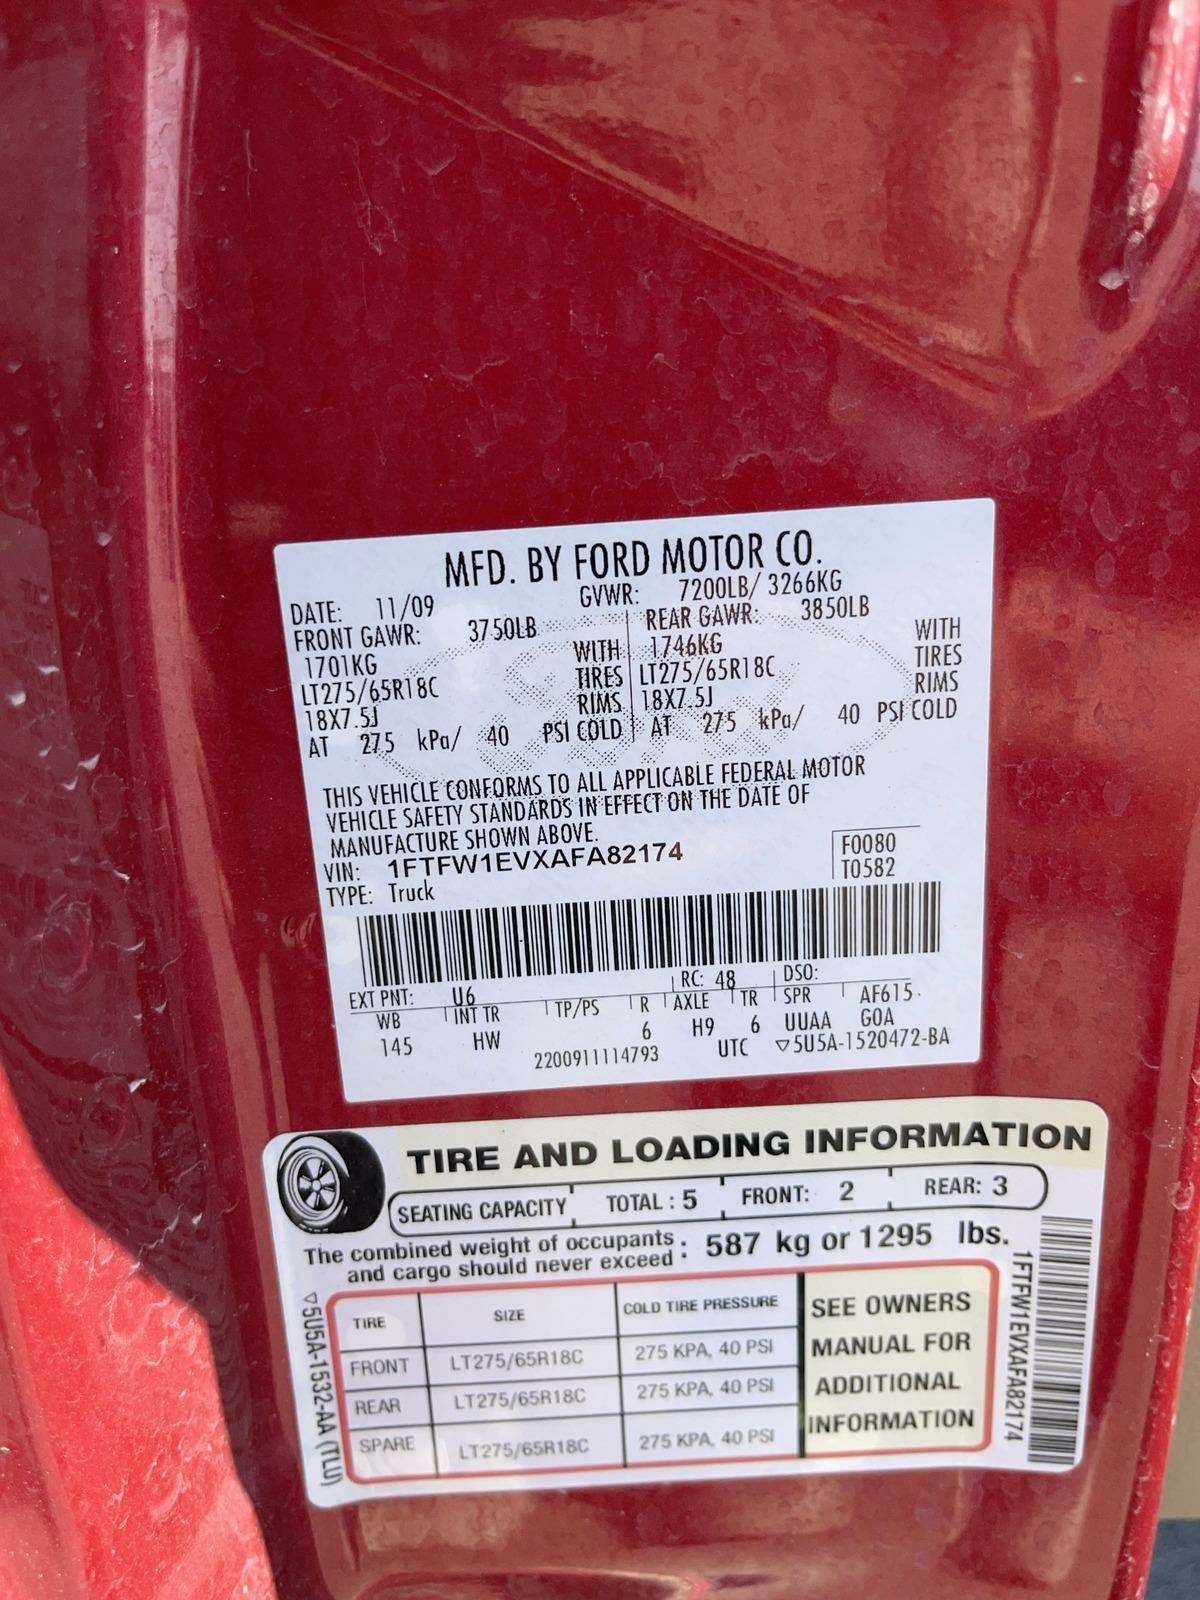 MFD. BY FORD MOTOR CO.
DATE: 11/09 GVWR: 7200LB/ 3266KG
FRONT GAWR: 3750LB REAR GAWR: 3850LB
1701KG WITH 1746KG WITH
LT275/65R18C TIRES LT275/65R18C TIRES
18X7.5J RIMS 18X7.5J RIMS
AT 275 kPa/ 40 PSI COLD AT 275 kPa/ 40 PSI COLD
THIS VEHICLE CONFORMS TO ALL APPLICABLE FEDERAL MOTOR
VEHICLE SAFETY STANDARDS IN EFFECT ON THE DATE OF
MANUFACTURE SHOWN ABOVE.
VIN: 1FTFW1EVXAFA82174 F0080
TYPE: Truck T0582
EXT PNT: U6 RC: 48 DSO:
WB INT TR TP/PS R AXLE TR SPR AF615
145 HW 6 H9 6 UUAA G0A
2200911114793 UTC ▽5U5A-1520472-BA
TIRE AND LOADING INFORMATION
SEATING CAPACITY TOTAL : 5 FRONT: 2 REAR: 3
The combined weight of occupants
and cargo should never exceed : 587 kg or 1295 lbs.
TIRE SIZE COLD TIRE PRESSURE
FRONT LT275/65R18C 275 KPA, 40 PSI
REAR LT275/65R18C 275 KPA, 40 PSI
SPARE LT275/65R18C 275 KPA, 40 PSI
SEE OWNERS
MANUAL FOR
ADDITIONAL
INFORMATION
▽5U5A-1532-AA (TLU)
1FTFW1EVXAFA82174